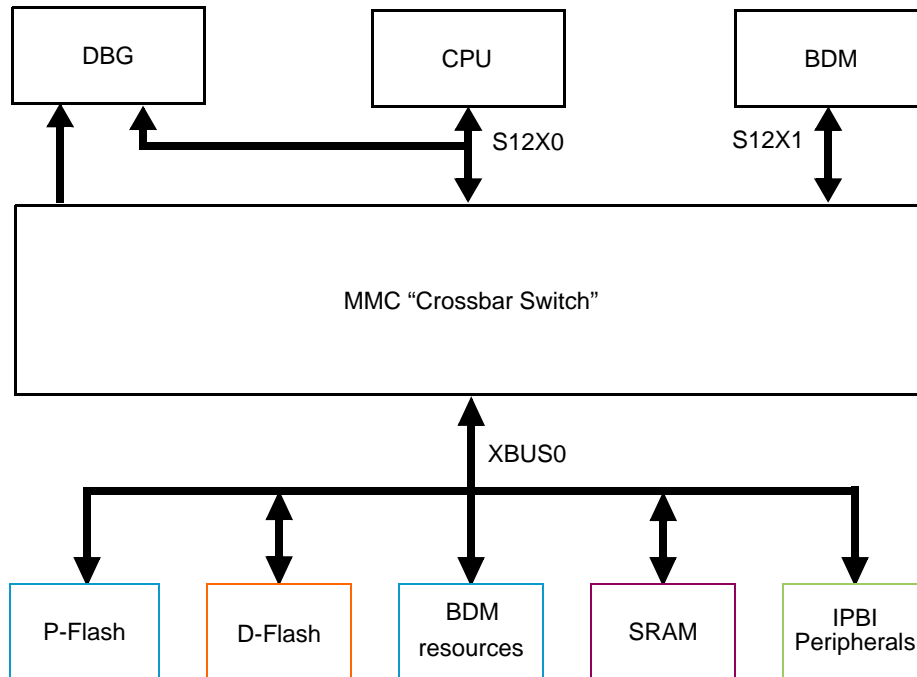 DBG
CPU
BDM
S12X0
S12X1
MMC “Crossbar Switch”
XBUS0
P-Flash
D-Flash
BDM
resources
SRAM
IPBI
Peripherals